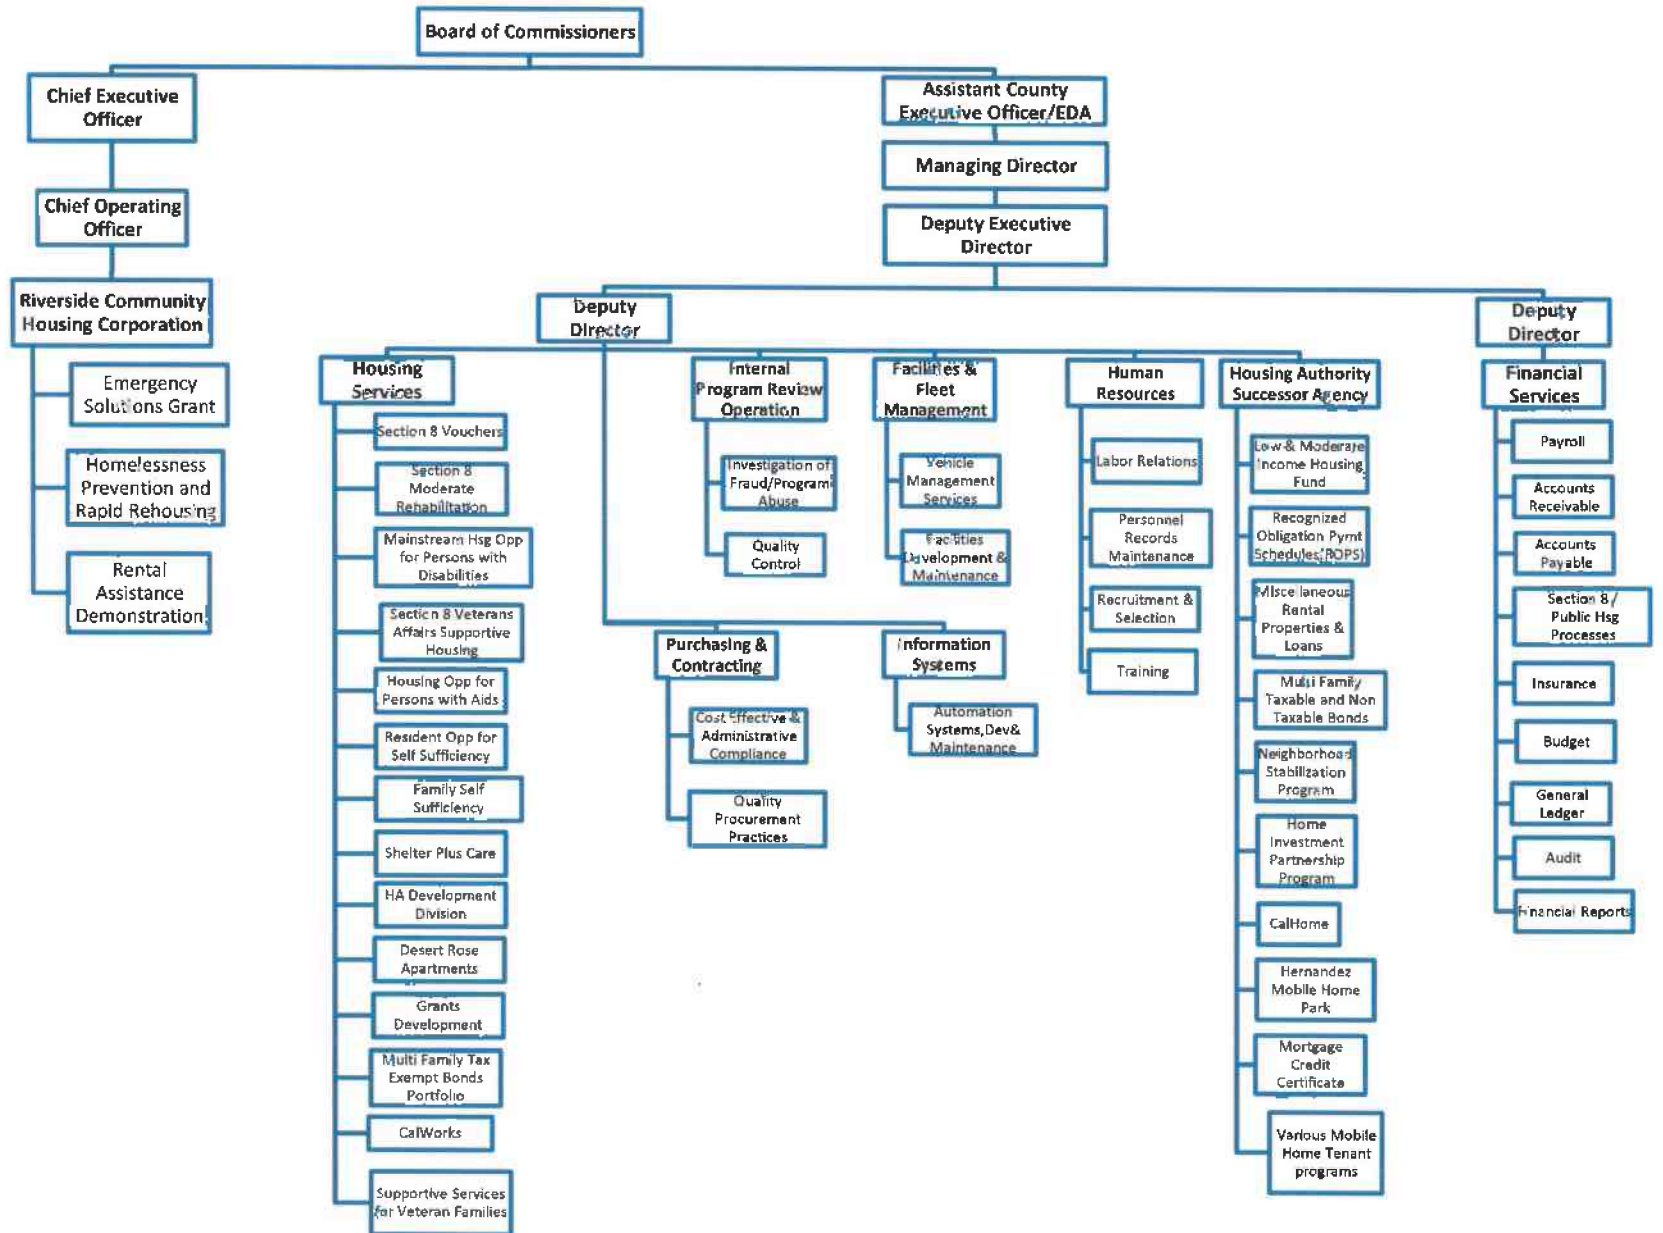 Board of Commissioners
Chief Executive
Officer
Assistant County
Executive Officer/EDA
Managing Director
Chief Operating
Officer
Deputy Executive
Director
Riverside Community
Housing Corporation
Emergency
Solutions Grant
Homelessness
Prevention and
Rapid Rehousing
Rental
Assistance
Demonstration
Deputy
Director
Deputy
Director
Housing
Services
Section 8 Vouchers
Section 8
Moderate
Rehabilitation
Mainstream Hsg Opp
for Persons with
Disabilities
Section 8 Veterans
Affairs Supportive
Housing
Housing Opp for
Persons with Aids
Resident Opp for
Self Sufficiency
Family Self
Sufficiency
Shelter Plus Care
HA Development
Division
Desert Rose
Apartments
Grants
Development
Multi Family Tax
Exempt Bonds
Portfolio
CalWorks
Supportive Services
for Veteran Families
Internal
Program Review
Operation
Investigation of
Fraud/Program
Abuse
Quality
Control
Facilities &
Fleet
Management
Vehicle
Management
Services
Facilities
Development &
Maintenance
Human
Resources
Labor Relations
Personnel
Records
Maintenance
Recruitment &
Selection
Training
Housing Authority
Successor Agency
Low & Moderate
Income Housing
Fund
Recognized
Obligation Pymt
Schedules(ROPS)
Miscellaneous
Rental
Properties &
Loans
Multi Family
Taxable and Non
Taxable Bonds
Neighborhood
Stabilization
Program
Home
Investment
Partnership
Program
CalHome
Hernandez
Mobile Home
Park
Mortgage
Credit
Certificate
Various Mobile
Home Tenant
programs
Purchasing &
Contracting
Cost Effective &
Administrative
Compliance
Quality
Procurement
Practices
Information
Systems
Automation
Systems,Dev&
Maintenance
Financial
Services
Payroll
Accounts
Receivable
Accounts
Payable
Section 8 /
Public Hsg
Processes
Insurance
Budget
General
Ledger
Audit
Financial Reports